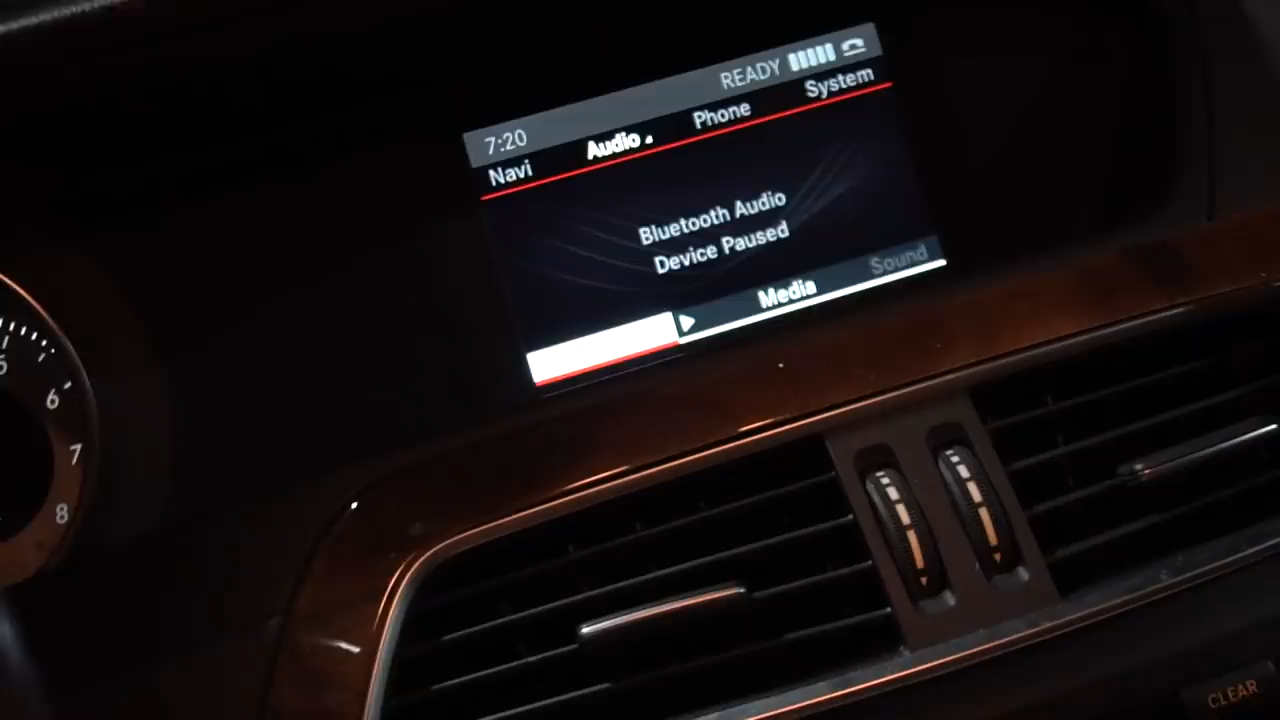 READY
7:20
Navi Audio Phone System
Bluetooth Audio
Device Paused
Media Sound
5
6
7
8
CLEAR